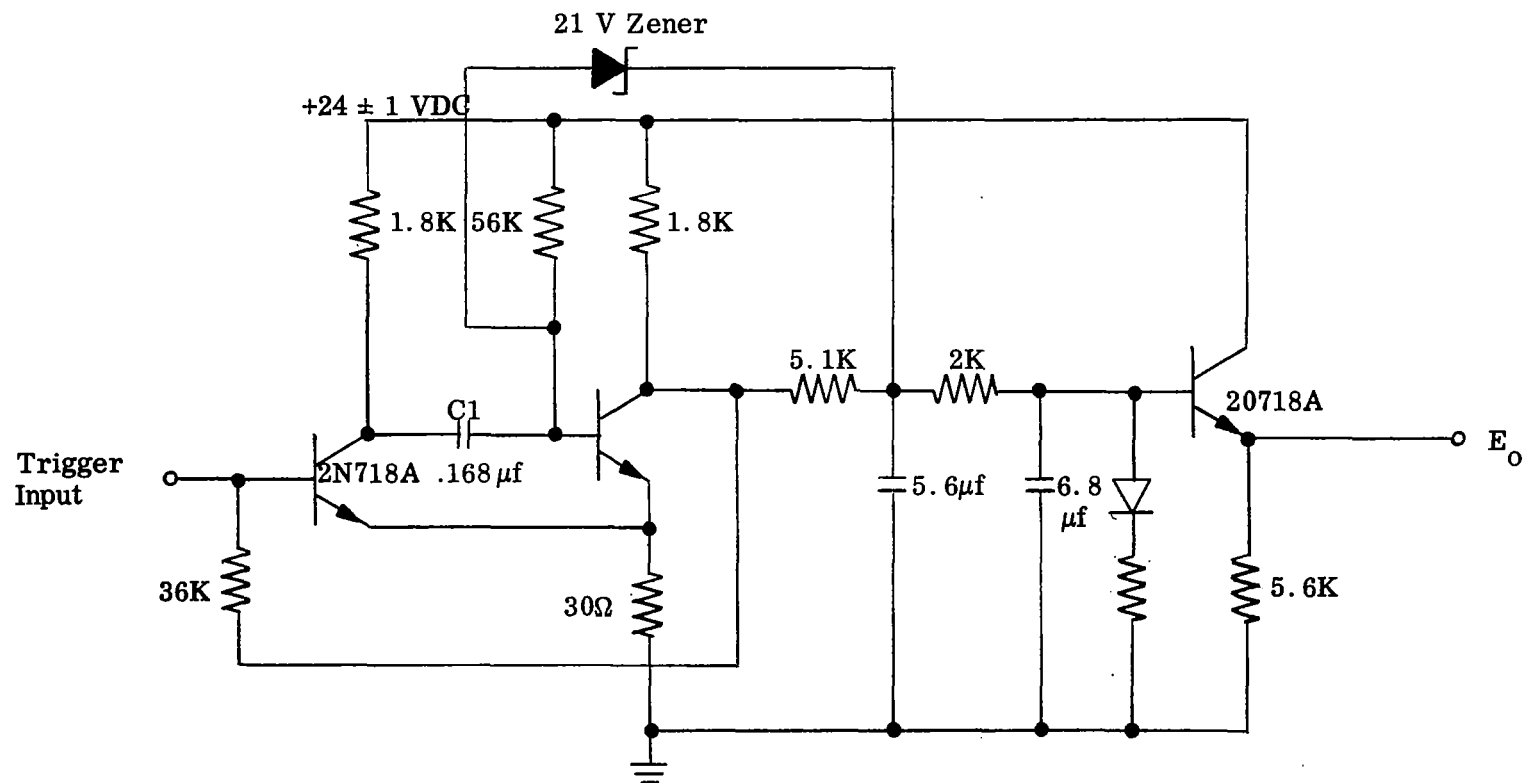 21 V Zener
+24 ± 1 VDC
1.8K
56K
1.8K
5.1K
2K
20718A
C1
.168 μf
2N718A
Trigger
Input
E_o
5.6μf
6.8
μf
36K
30Ω
5.6K